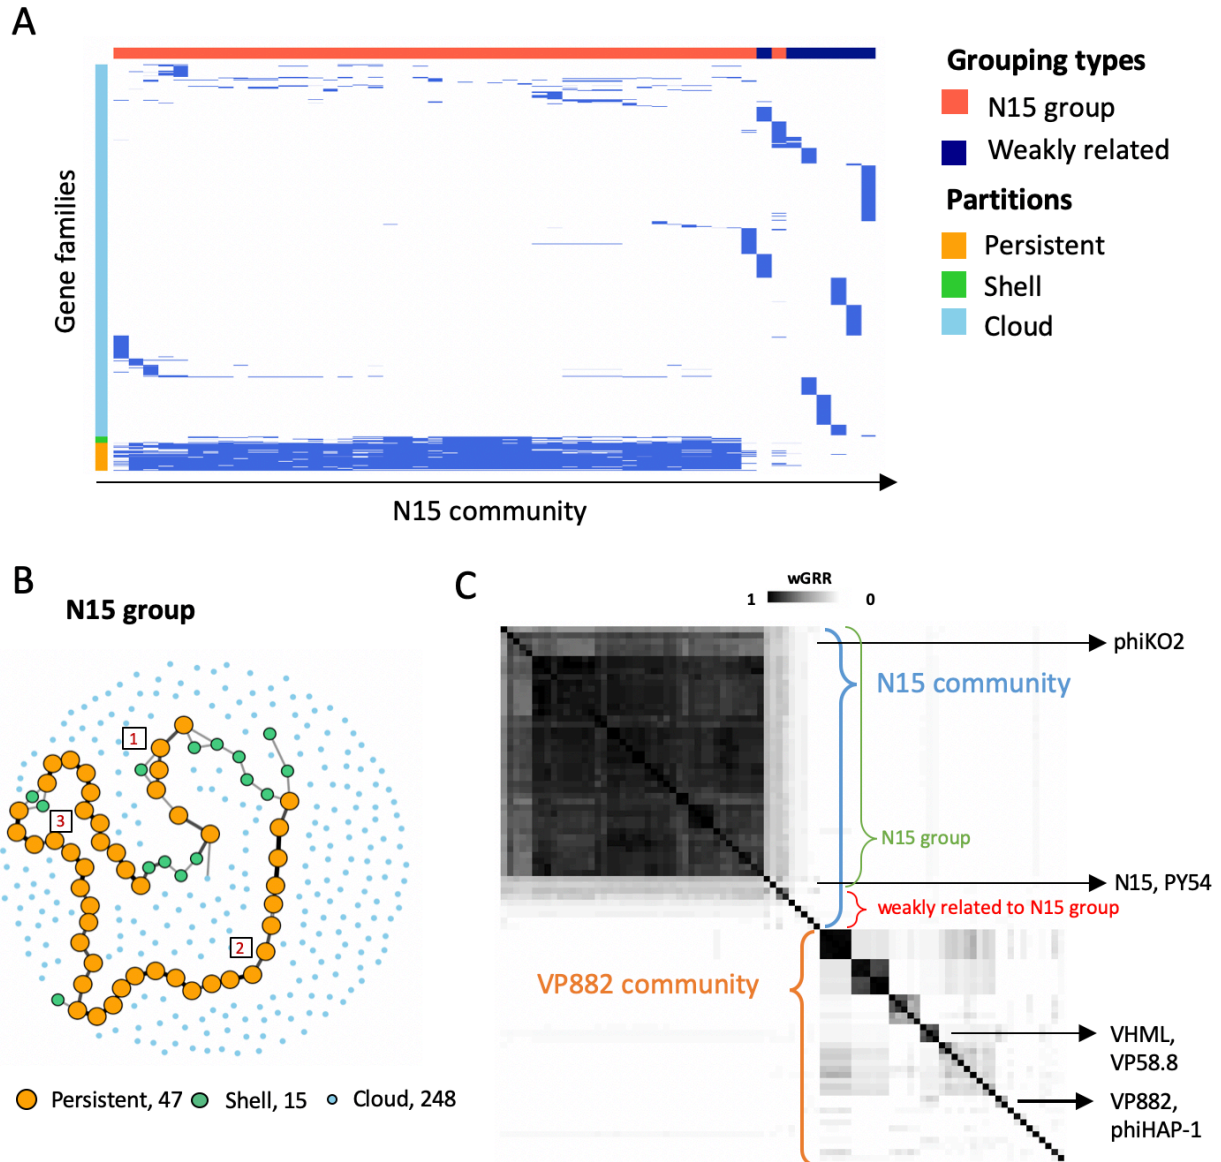 A
Grouping types
N15 group
Weakly related
Partitions
Persistent
Shell
Cloud
Gene families
N15 community
B
N15 group
1
2
3
Persistent, 47
Shell, 15
Cloud, 248
C
wGRR
1
0
phiKO2
N15 community
N15 group
N15, PY54
weakly related to N15 group
VP882 community
VHML,
VP58.8
VP882,
phiHAP-1